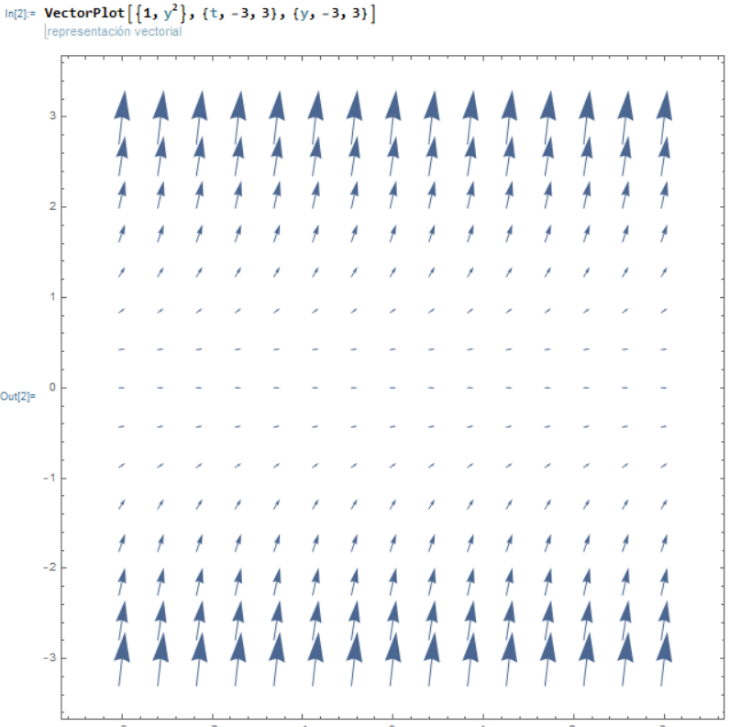 In[2]:= VectorPlot[{1, y²}, {t, -3, 3}, {y, -3, 3}]
representación vectorial
3
2
1
0
Out[2]=
-1
-2
-3